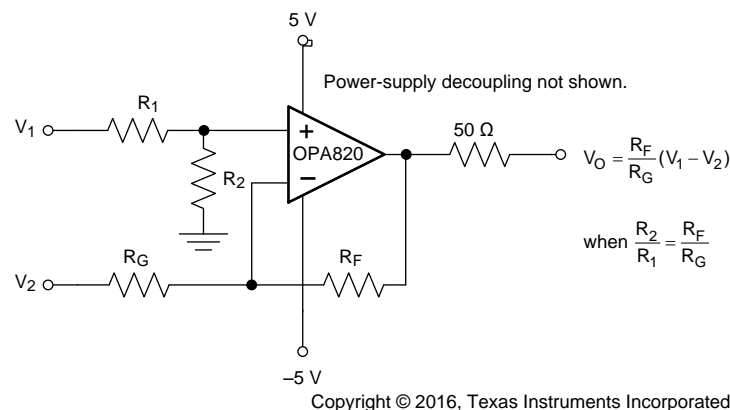 5 V
Power-supply decoupling not shown.
R1
V1
+
OPA820
−
50 Ω
VO = RF/RG (V1 − V2)
R2
when R2/R1 = RF/RG
V2
RG
RF
–5 V
Copyright © 2016, Texas Instruments Incorporated